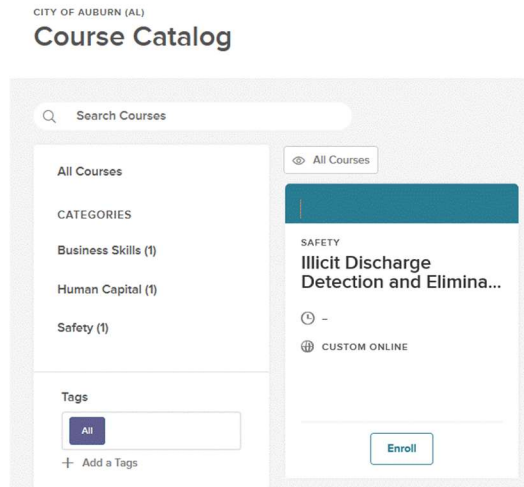 CITY OF AUBURN (AL)
Course Catalog
Search Courses
All Courses
CATEGORIES
Business Skills (1)
Human Capital (1)
Safety (1)
Tags
All
Add a Tags
All Courses
SAFETY
Illicit Discharge
Detection and Elimina...
–
CUSTOM ONLINE
Enroll